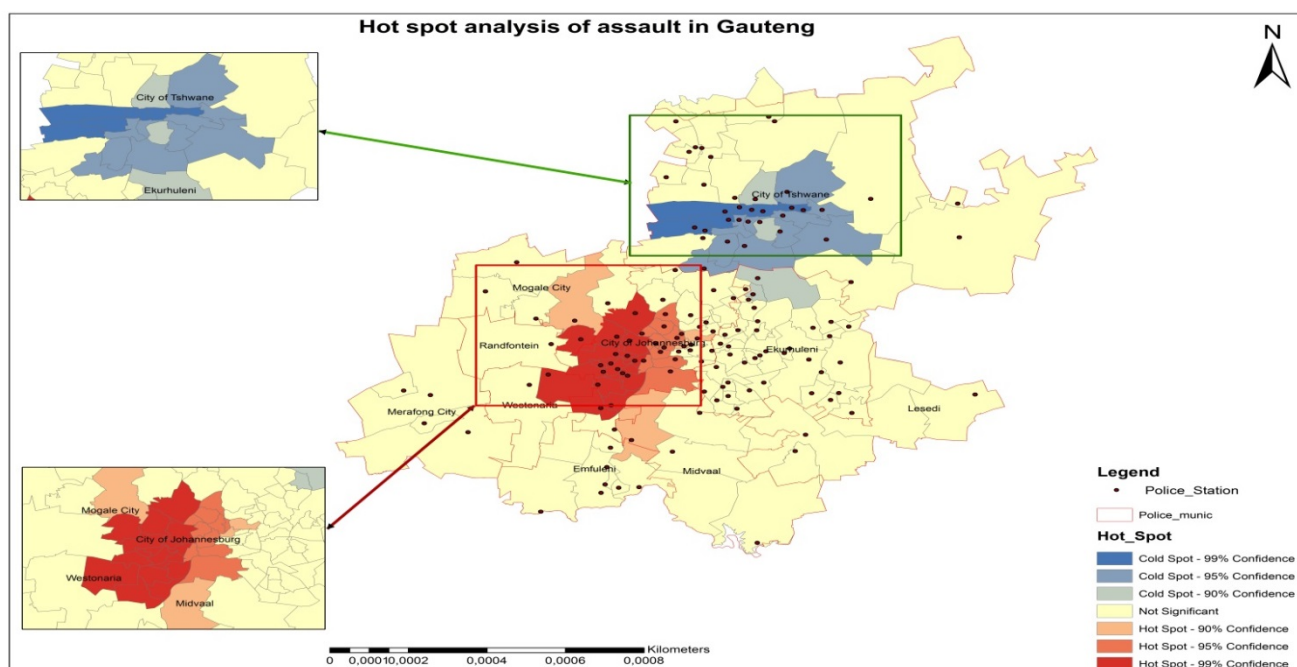 Hot spot analysis of assault in Gauteng
N
City of Tshwane
Ekurhuleni
City of Tshwane
Mogale City
Randfontein
City of Johannesburg
Ekurhuleni
Westonaria
Merafong City
Lesedi
Emfuleni
Midvaal
Mogale City
City of Johannesburg
Westonaria
Midvaal
Legend
Police_Station
Police_munic
Hot_Spot
Cold Spot - 99% Confidence
Cold Spot - 95% Confidence
Cold Spot - 90% Confidence
Not Significant
Hot Spot - 90% Confidence
Hot Spot - 95% Confidence
Hot Spot - 99% Confidence
Kilometers
0 0,00010,0002 0,0004 0,0006 0,0008